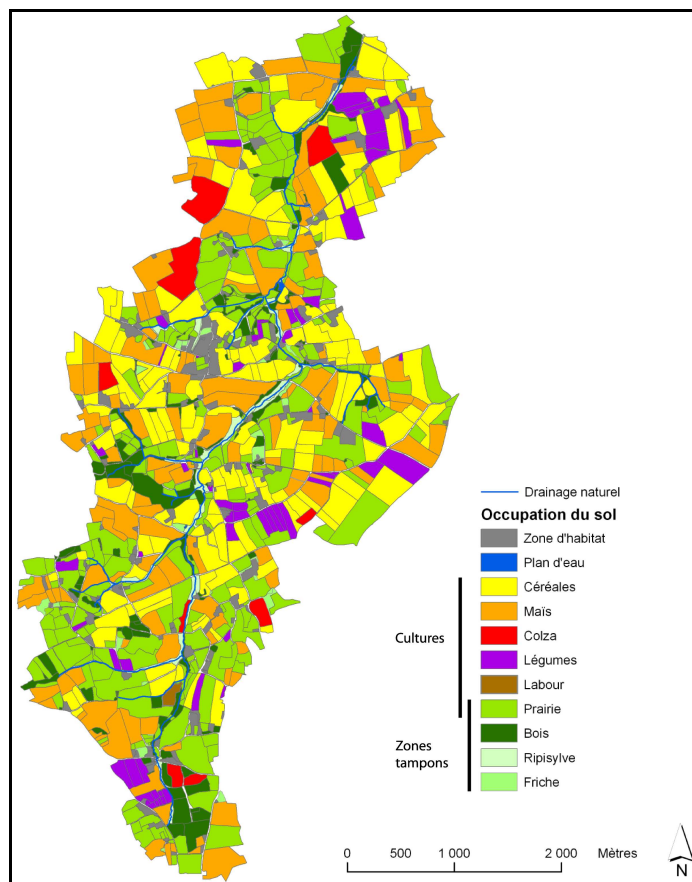 Drainage naturel
Occupation du sol
Zone d'habitat
Plan d'eau
Céréales
Maïs
Cultures
Colza
Légumes
Labour
Prairie
Zones
tampons
Bois
Ripisylve
Friche
0 500 1 000 2 000 Mètres
N